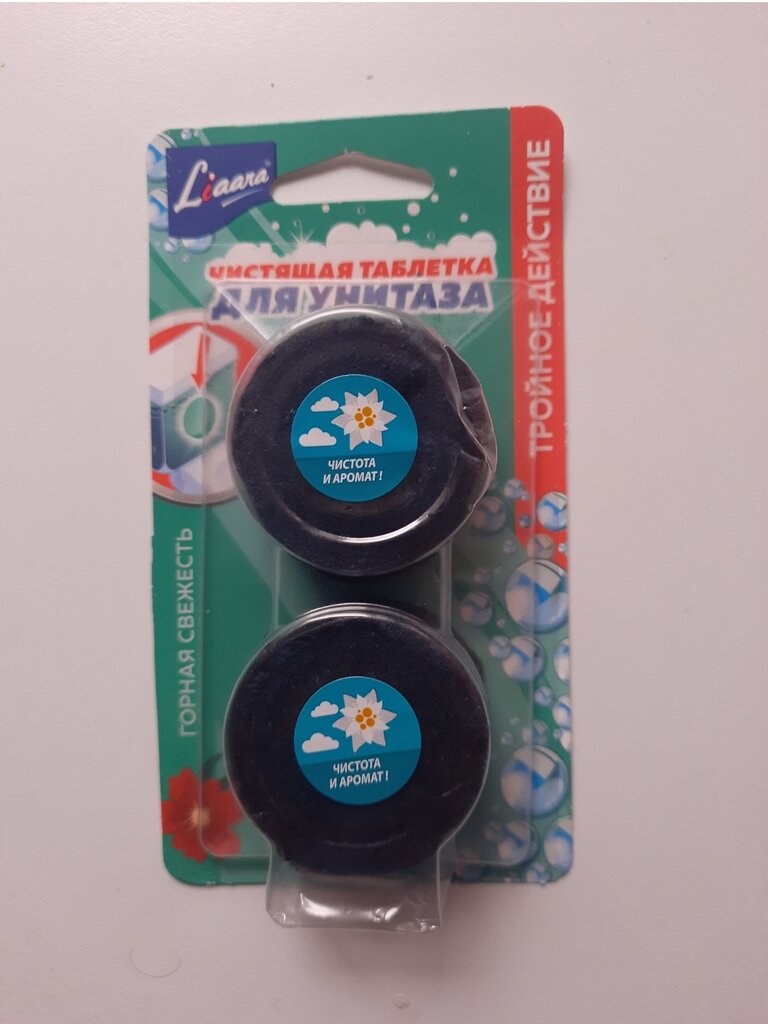 Liaara
ЧИСТЯЩАЯ ТАБЛЕТКА
ДЛЯ УНИТАЗА
ТРОЙНОЕ ДЕЙСТВИЕ
ЧИСТОТА
И АРОМАТ!
ГОРНАЯ СВЕЖЕСТЬ
ЧИСТОТА
И АРОМАТ!